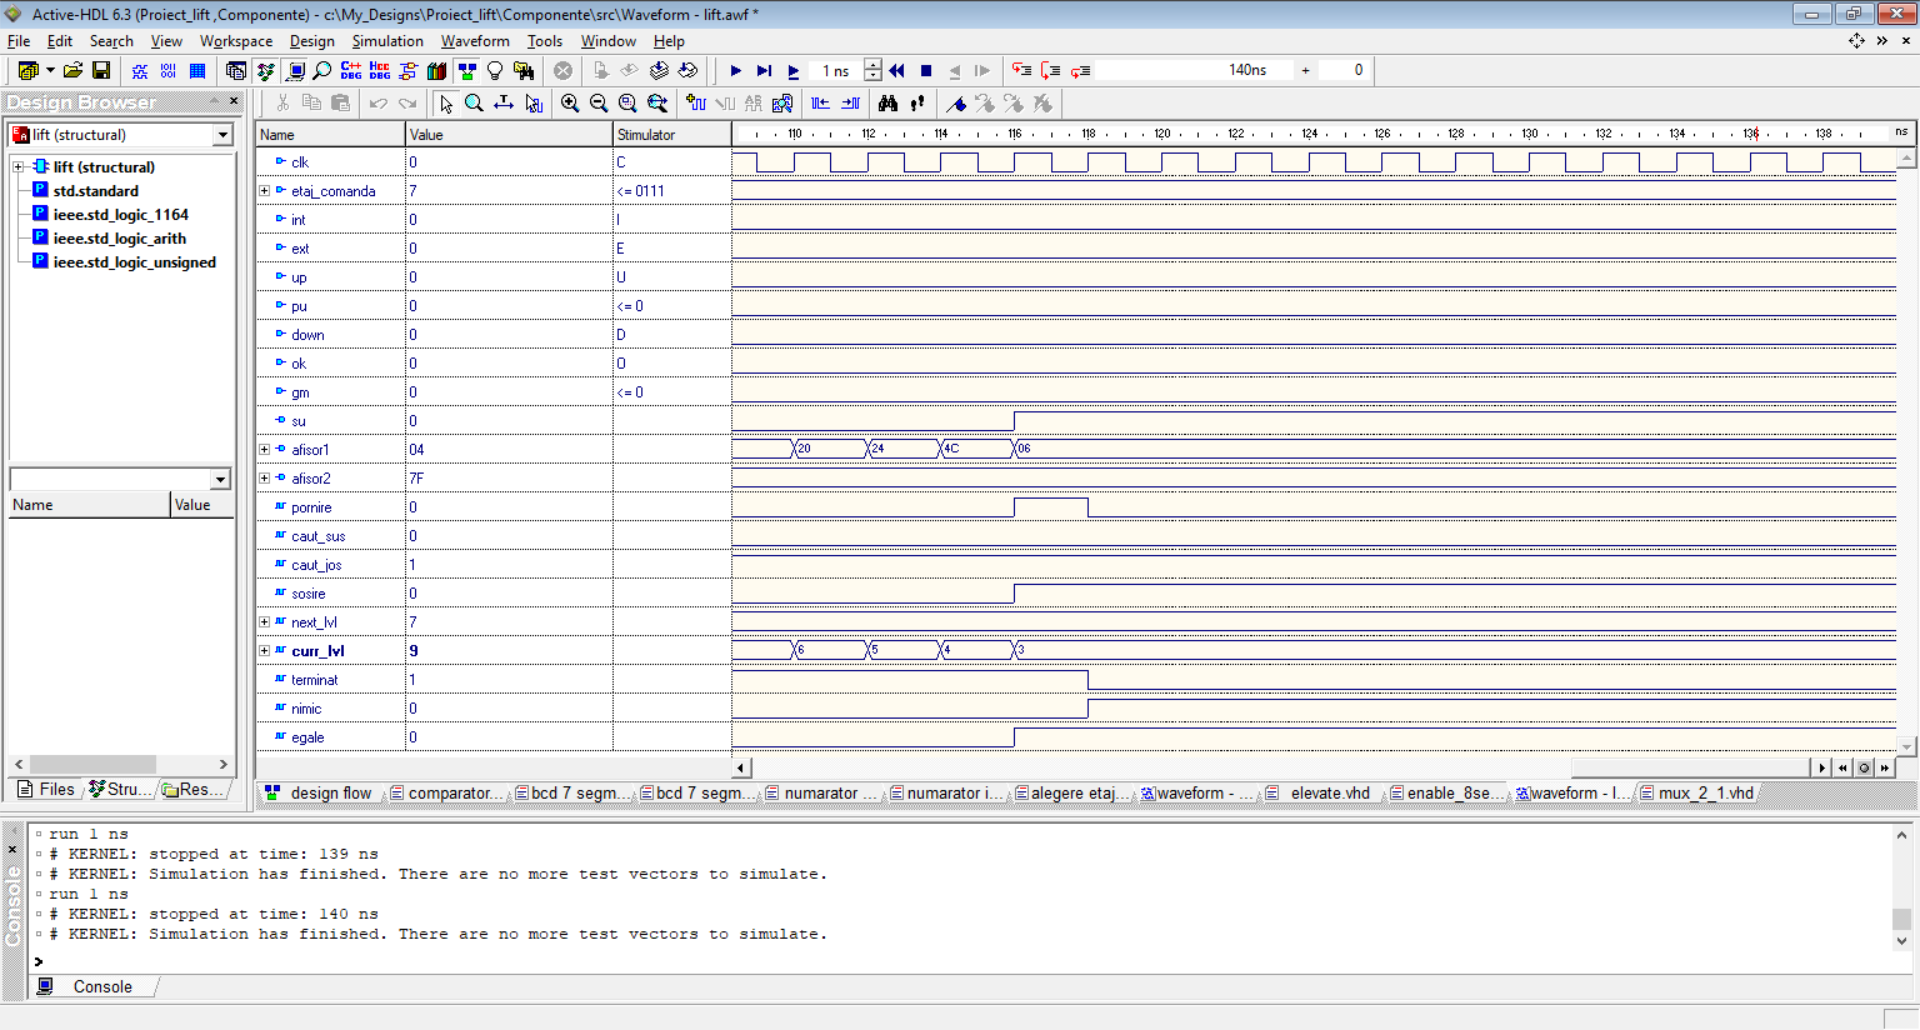 Active-HDL 6.3 (Proiect_lift ,Componente) - c:\My_Designs\Proiect_lift\Componente\src\Waveform - lift.awf *
File Edit Search View Workspace Design Simulation Waveform Tools Window Help
C++ DBG HCC DBG 1 ns 140ns + 0
Design Browser
lift (structural)
lift (structural)
std.standard
ieee.std_logic_1164
ieee.std_logic_arith
ieee.std_logic_unsigned
Name Value
Files Stru... Res...
Name Value Stimulator 110 112 114 116 118 120 122 124 126 128 130 132 134 136 138 ns
clk 0 C
etaj_comanda 7 <= 0111
int 0 I
ext 0 E
up 0 U
pu 0 <= 0
down 0 D
ok 0 O
gm 0 <= 0
su 0
afisor1 04 20 24 4C 06
afisor2 7F
pornire 0
caut_sus 0
caut_jos 1
sosire 0
next_lvl 7
curr_lvl 9 6 5 4 3
terminat 1
nimic 0
egale 0
design flow comparator... bcd 7 segm... bcd 7 segm... numarator ... numarator i... alegere etaj... waveform - ... elevate.vhd enable_8se... waveform - l... mux_2_1.vhd
run 1 ns
# KERNEL: stopped at time: 139 ns
# KERNEL: Simulation has finished. There are no more test vectors to simulate.
run 1 ns
# KERNEL: stopped at time: 140 ns
# KERNEL: Simulation has finished. There are no more test vectors to simulate.
>
Console
Console